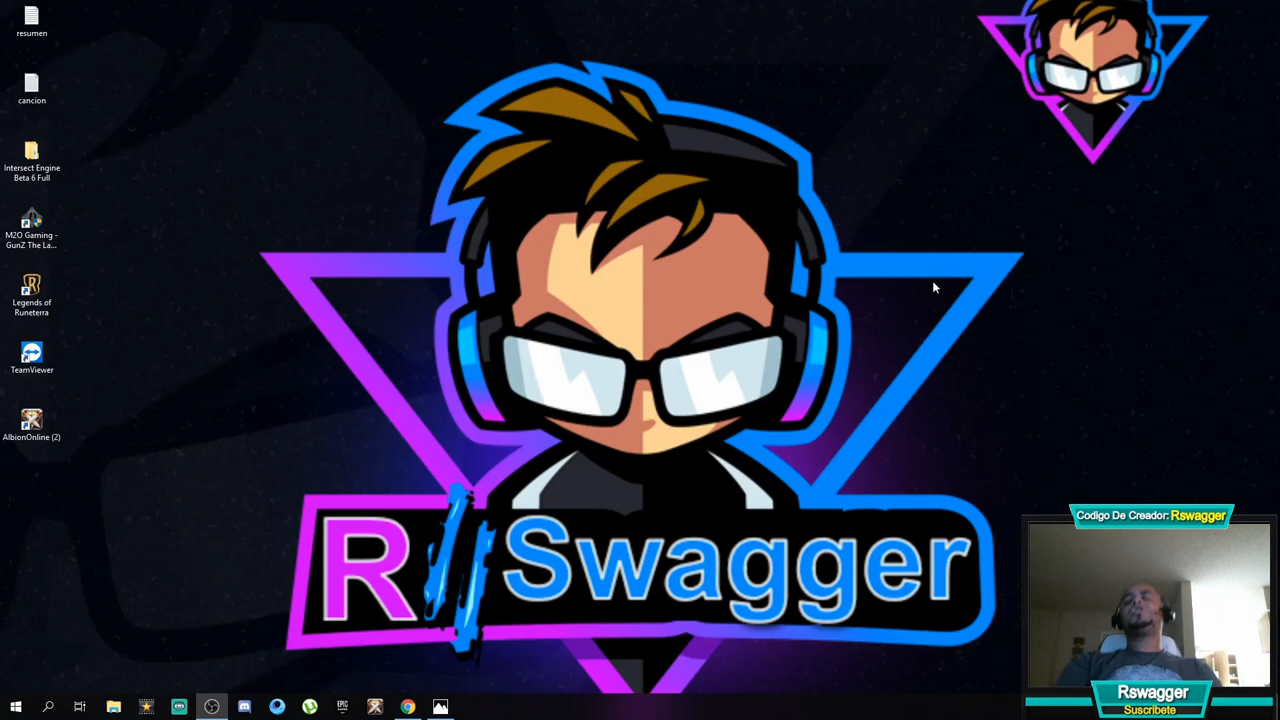 resumen
cancion
Intersect Engine
Beta 6 Full
M2O Gaming -
GunZ The La...
Legends of
Runeterra
TeamViewer
AlbionOnline (2)
R//Swagger
Codigo De Creador: Rswagger
Rswagger
Suscribete
EPIC